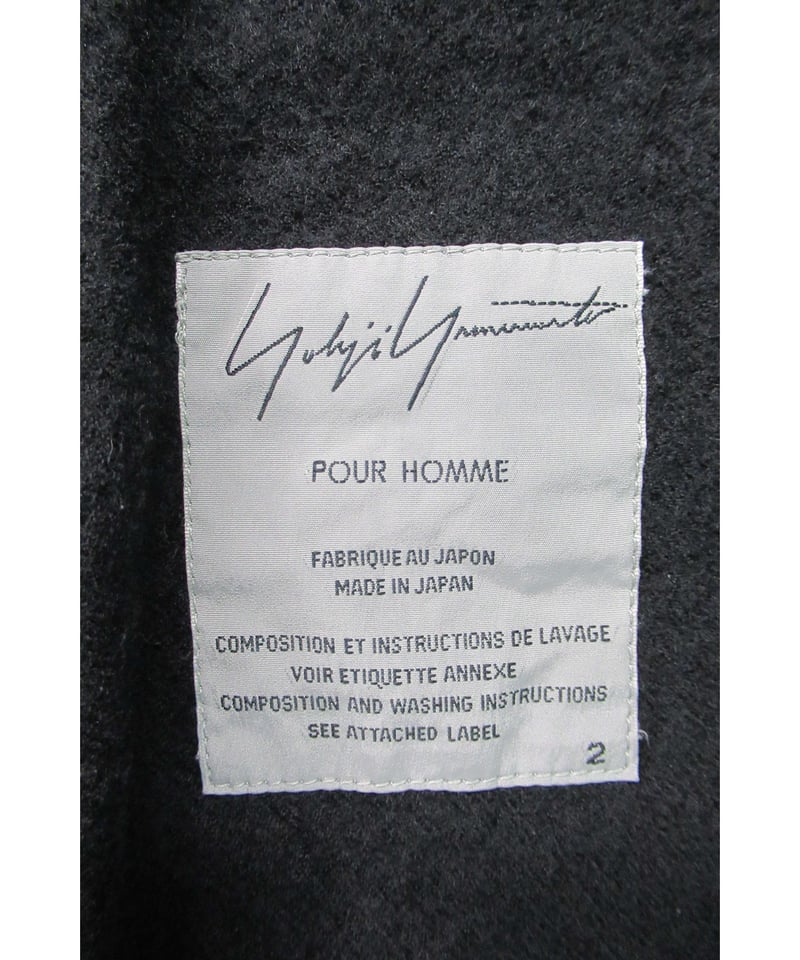 Yohji Yamamoto
POUR HOMME
FABRIQUE AU JAPON
MADE IN JAPAN
COMPOSITION ET INSTRUCTIONS DE LAVAGE
VOIR ETIQUETTE ANNEXE
COMPOSITION AND WASHING INSTRUCTIONS
SEE ATTACHED LABEL
2